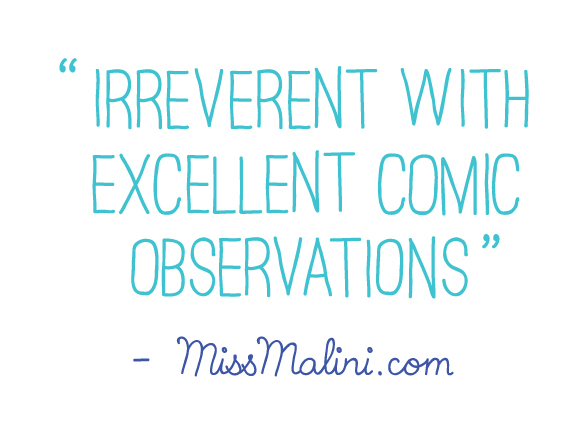 “IRREVERENT WITH
EXCELLENT COMIC
OBSERVATIONS”
- MissMalini.com